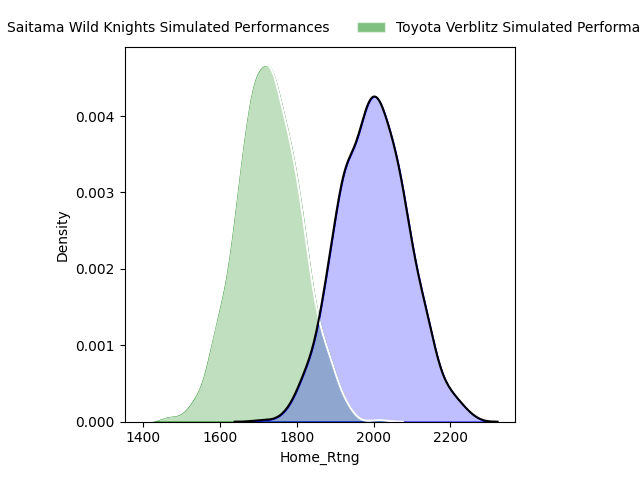 Saitama Wild Knights Simulated Performances Toyota Verblitz Simulated Performa
0.004
0.003
0.002
0.001
0.000
Density
1400 1600 1800 2000 2200
Home_Rtng